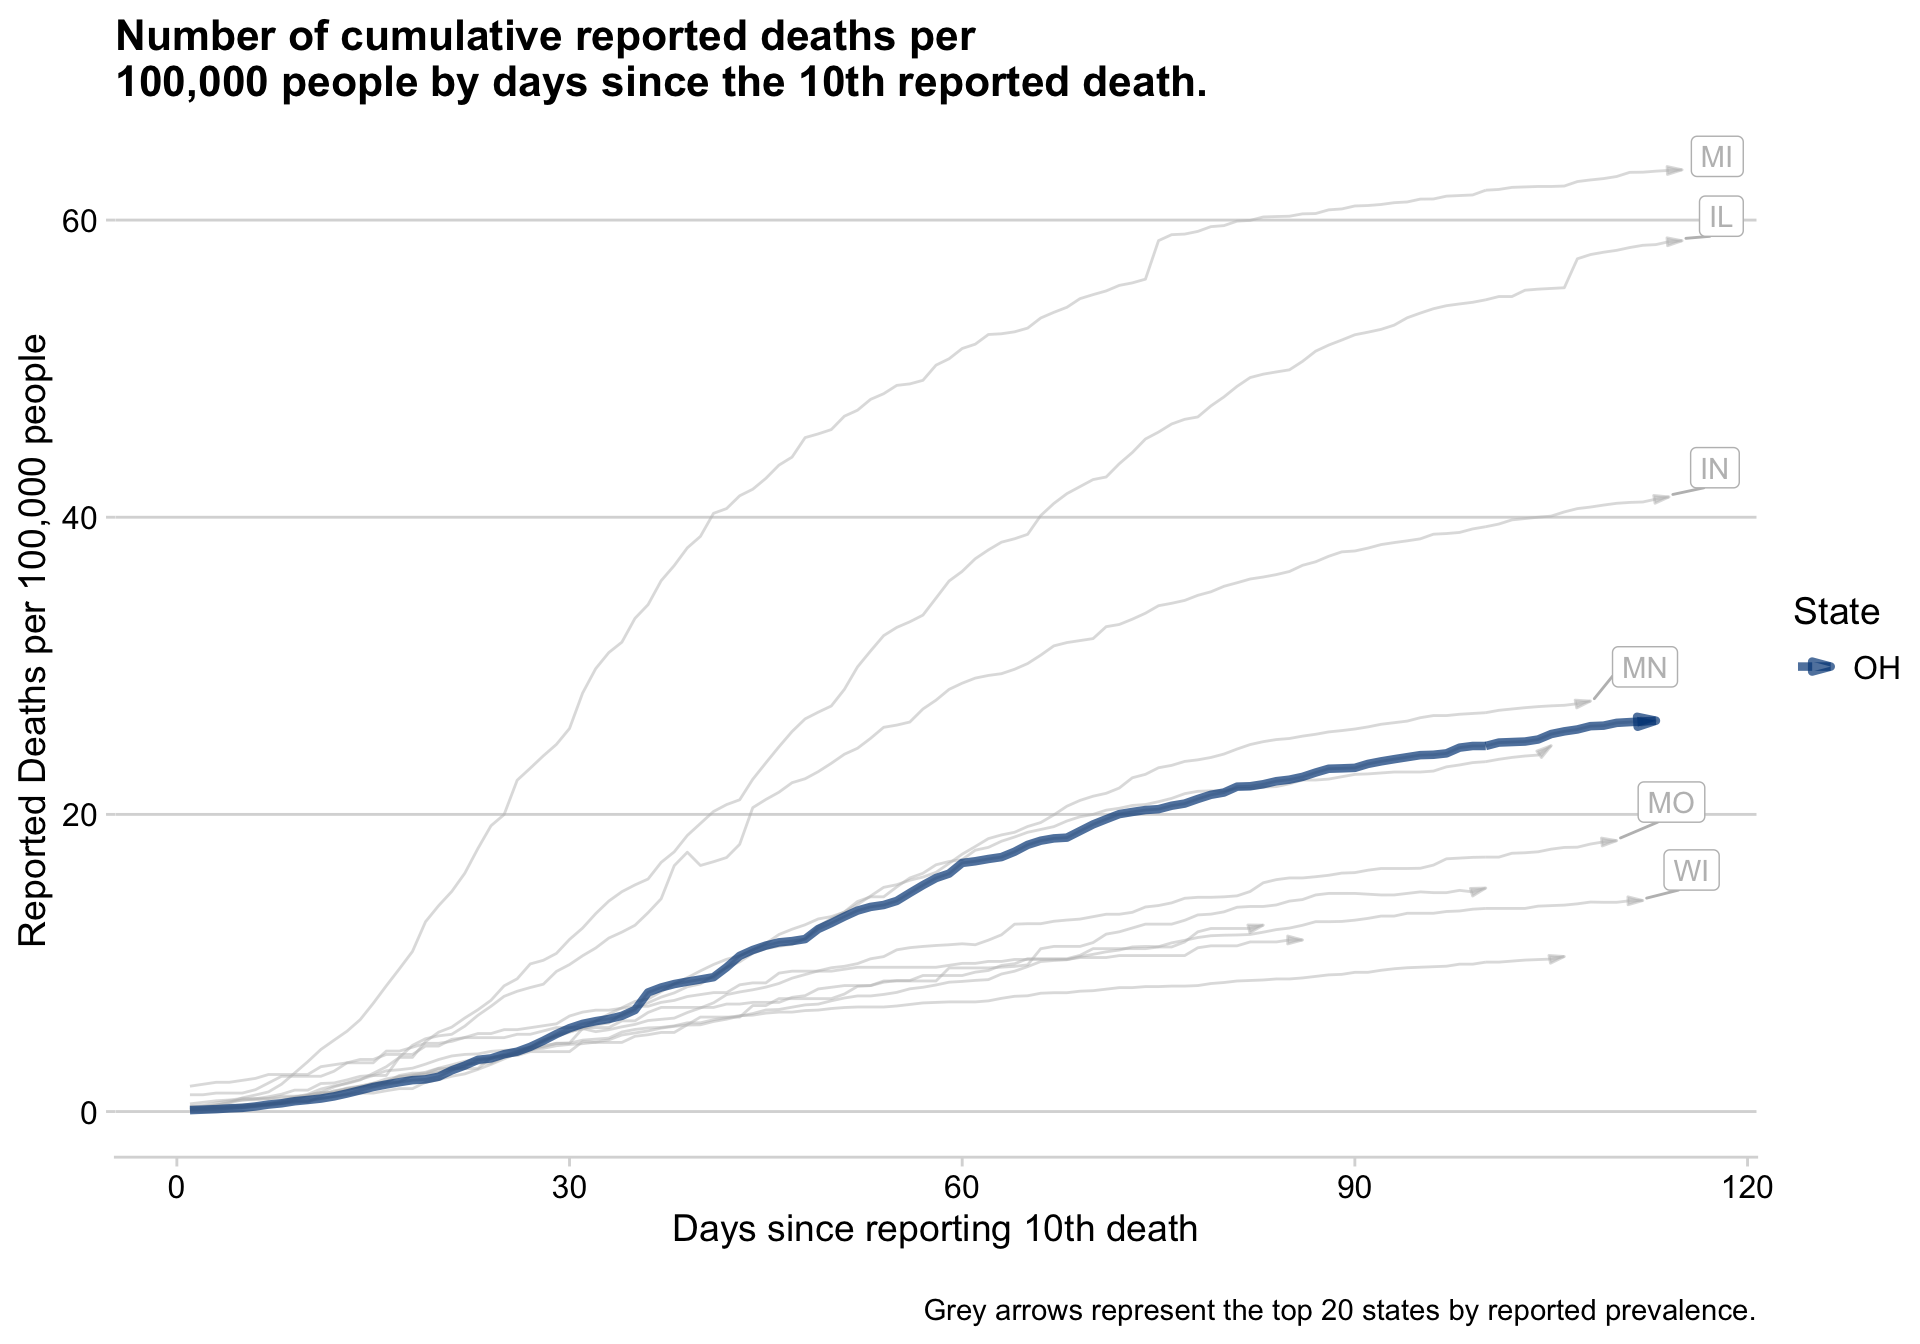 Number of cumulative reported deaths per
100,000 people by days since the 10th reported death.
Reported Deaths per 100,000 people
60
40
20
0
MI
IL
IN
MN
MO
WI
State
OH
0
30
60
90
120
Days since reporting 10th death
Grey arrows represent the top 20 states by reported prevalence.